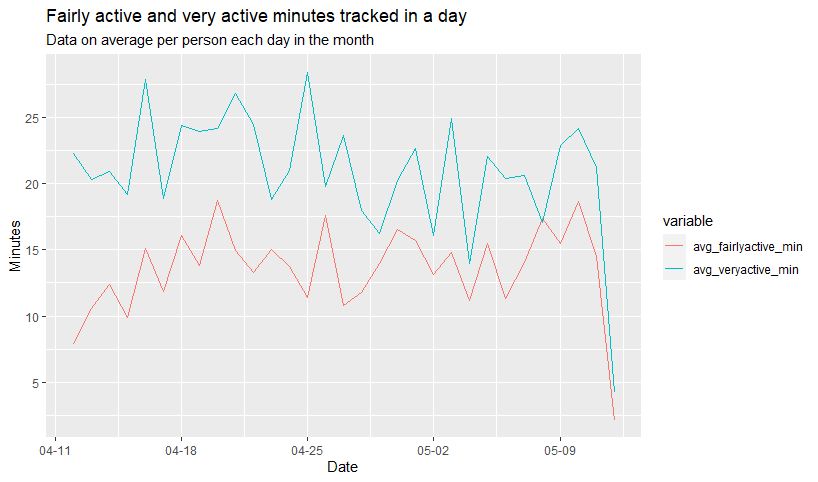 Fairly active and very active minutes tracked in a day
Data on average per person each day in the month
25
20
15
10
5
Minutes
04-11 04-18 04-25 05-02 05-09
Date
variable
avg_fairlyactive_min
avg_veryactive_min